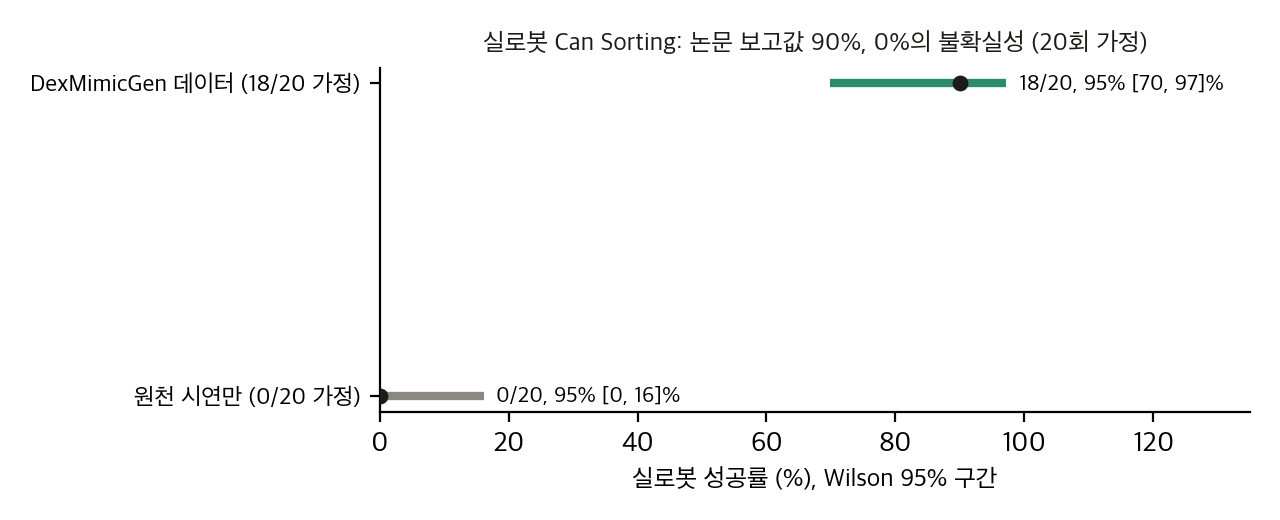 실로봇 Can Sorting: 논문 보고값 90%, 0%의 불확실성 (20회 가정)
DexMimicGen 데이터 (18/20 가정)
18/20, 95% [70, 97]%
원천 시연만 (0/20 가정)
0/20, 95% [0, 16]%
0 20 40 60 80 100 120
실로봇 성공률 (%), Wilson 95% 구간